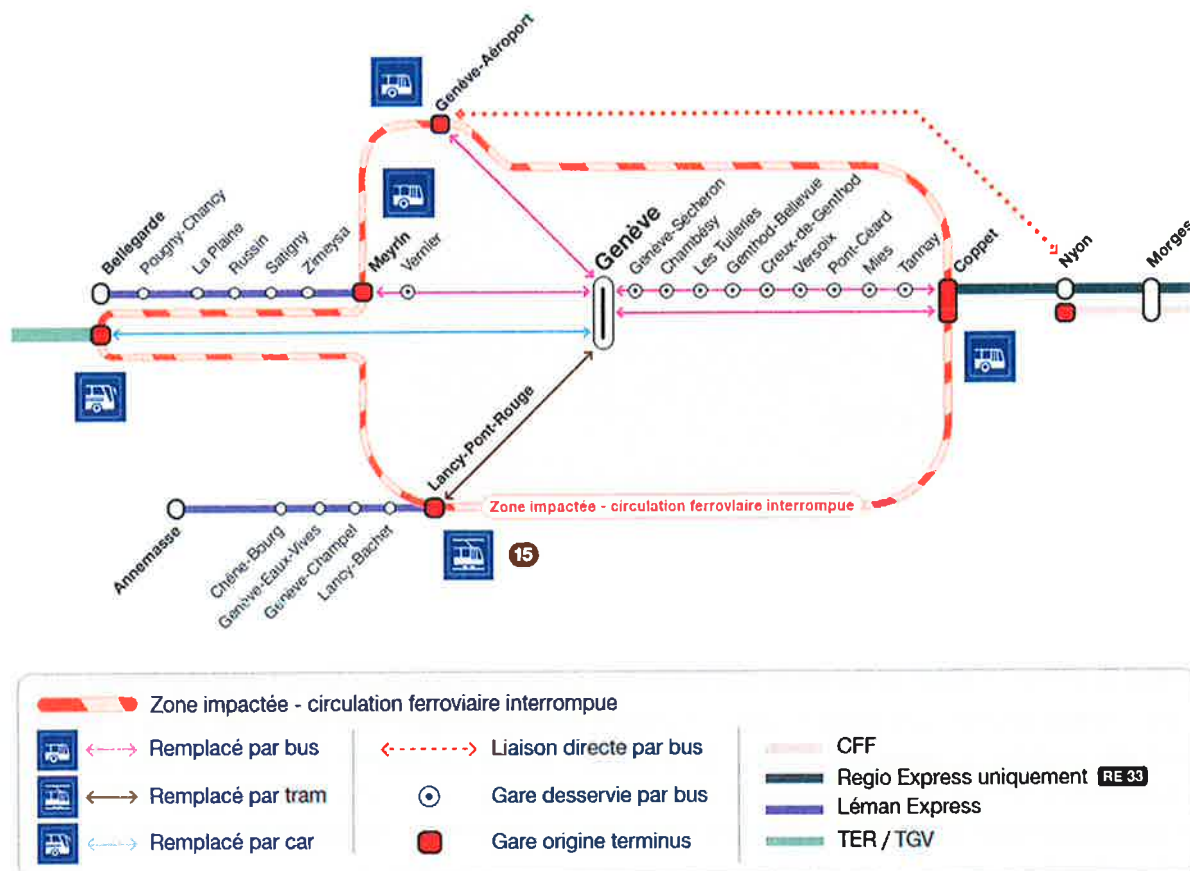 Genève-Aéroport
Bellegarde
Pougny-Chancy
La Plaine
Russin
Satigny
Zimeysa
Meyrin
Vernier
Genève
Genève-Sécheron
Chambésy
Les Tuileries
Genthod-Bellevue
Creux-de-Genthod
Versoix
Pont-Céard
Mies
Tannay
Coppet
Nyon
Morges
Lancy-Pont-Rouge
Zone impactée - circulation ferroviaire interrompue
Annemasse
Chêne-Bourg
Genève-Eaux-Vives
Genève-Champel
Lancy-Bachet
15
Zone impactée - circulation ferroviaire interrompue
Remplacé par bus
Remplacé par tram
Remplacé par car
Liaison directe par bus
Gare desservie par bus
Gare origine terminus
CFF
Regio Express uniquement RE 33
Léman Express
TER / TGV